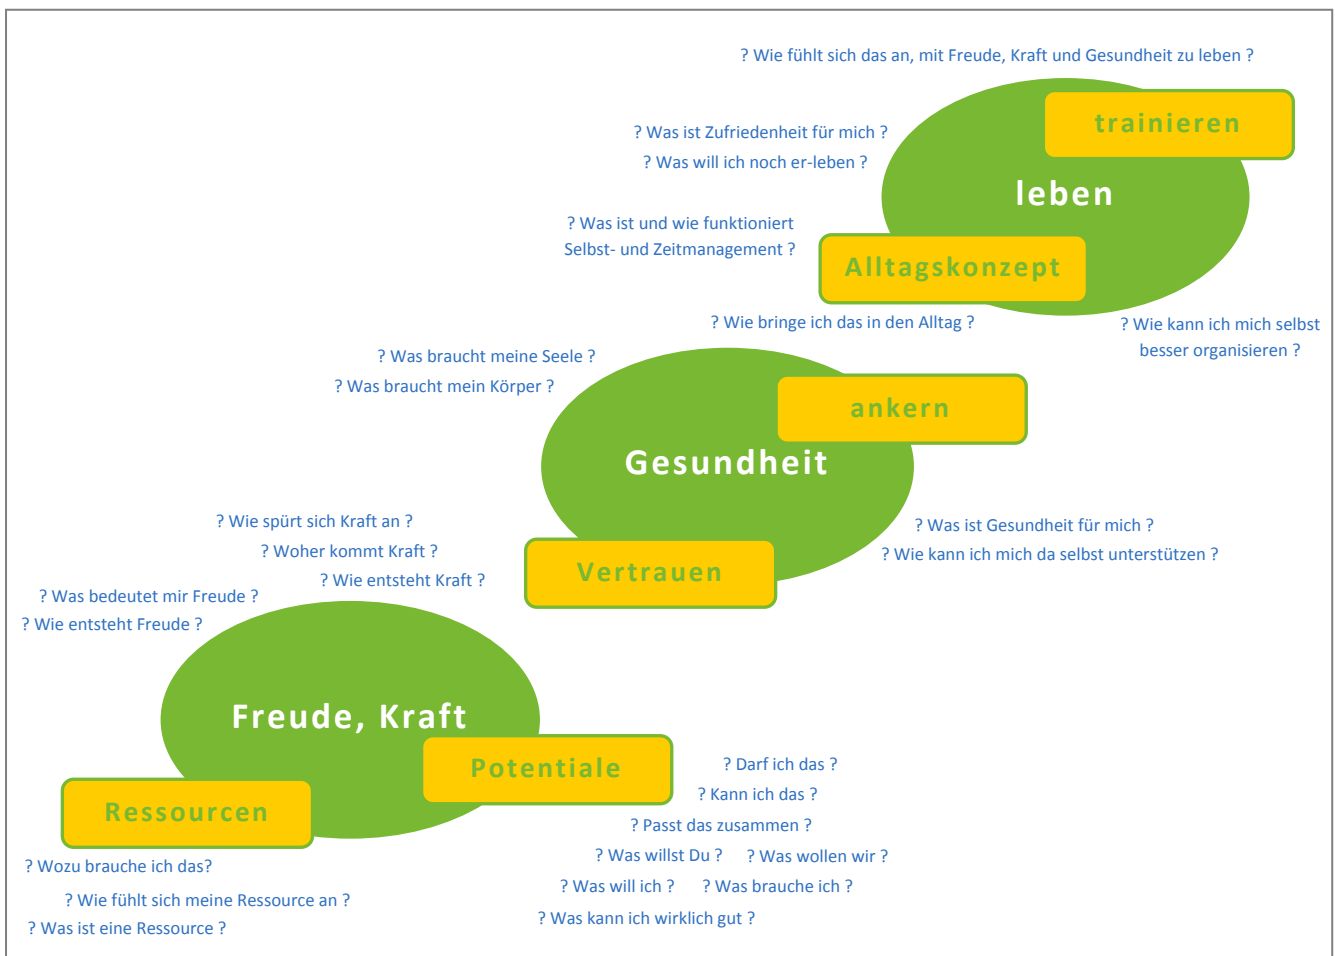 ? Wie fühlt sich das an, mit Freude, Kraft und Gesundheit zu leben ?
trainieren
? Was ist Zufriedenheit für mich ?
? Was will ich noch er-leben ?
leben
? Was ist und wie funktioniert
Selbst- und Zeitmanagement ?
Alltagskonzept
? Wie bringe ich das in den Alltag ?
? Wie kann ich mich selbst
besser organisieren ?
? Was braucht meine Seele ?
? Was braucht mein Körper ?
ankern
Gesundheit
? Wie spürt sich Kraft an ?
? Woher kommt Kraft ?
? Wie entsteht Kraft ?
Vertrauen
? Was ist Gesundheit für mich ?
? Wie kann ich mich da selbst unterstützen ?
? Was bedeutet mir Freude ?
? Wie entsteht Freude ?
Freude, Kraft
Potentiale
Ressourcen
? Darf ich das ?
? Kann ich das ?
? Passt das zusammen ?
? Was willst Du ? ? Was wollen wir ?
? Was will ich ? ? Was brauche ich ?
? Was kann ich wirklich gut ?
? Wozu brauche ich das?
? Wie fühlt sich meine Ressource an ?
? Was ist eine Ressource ?